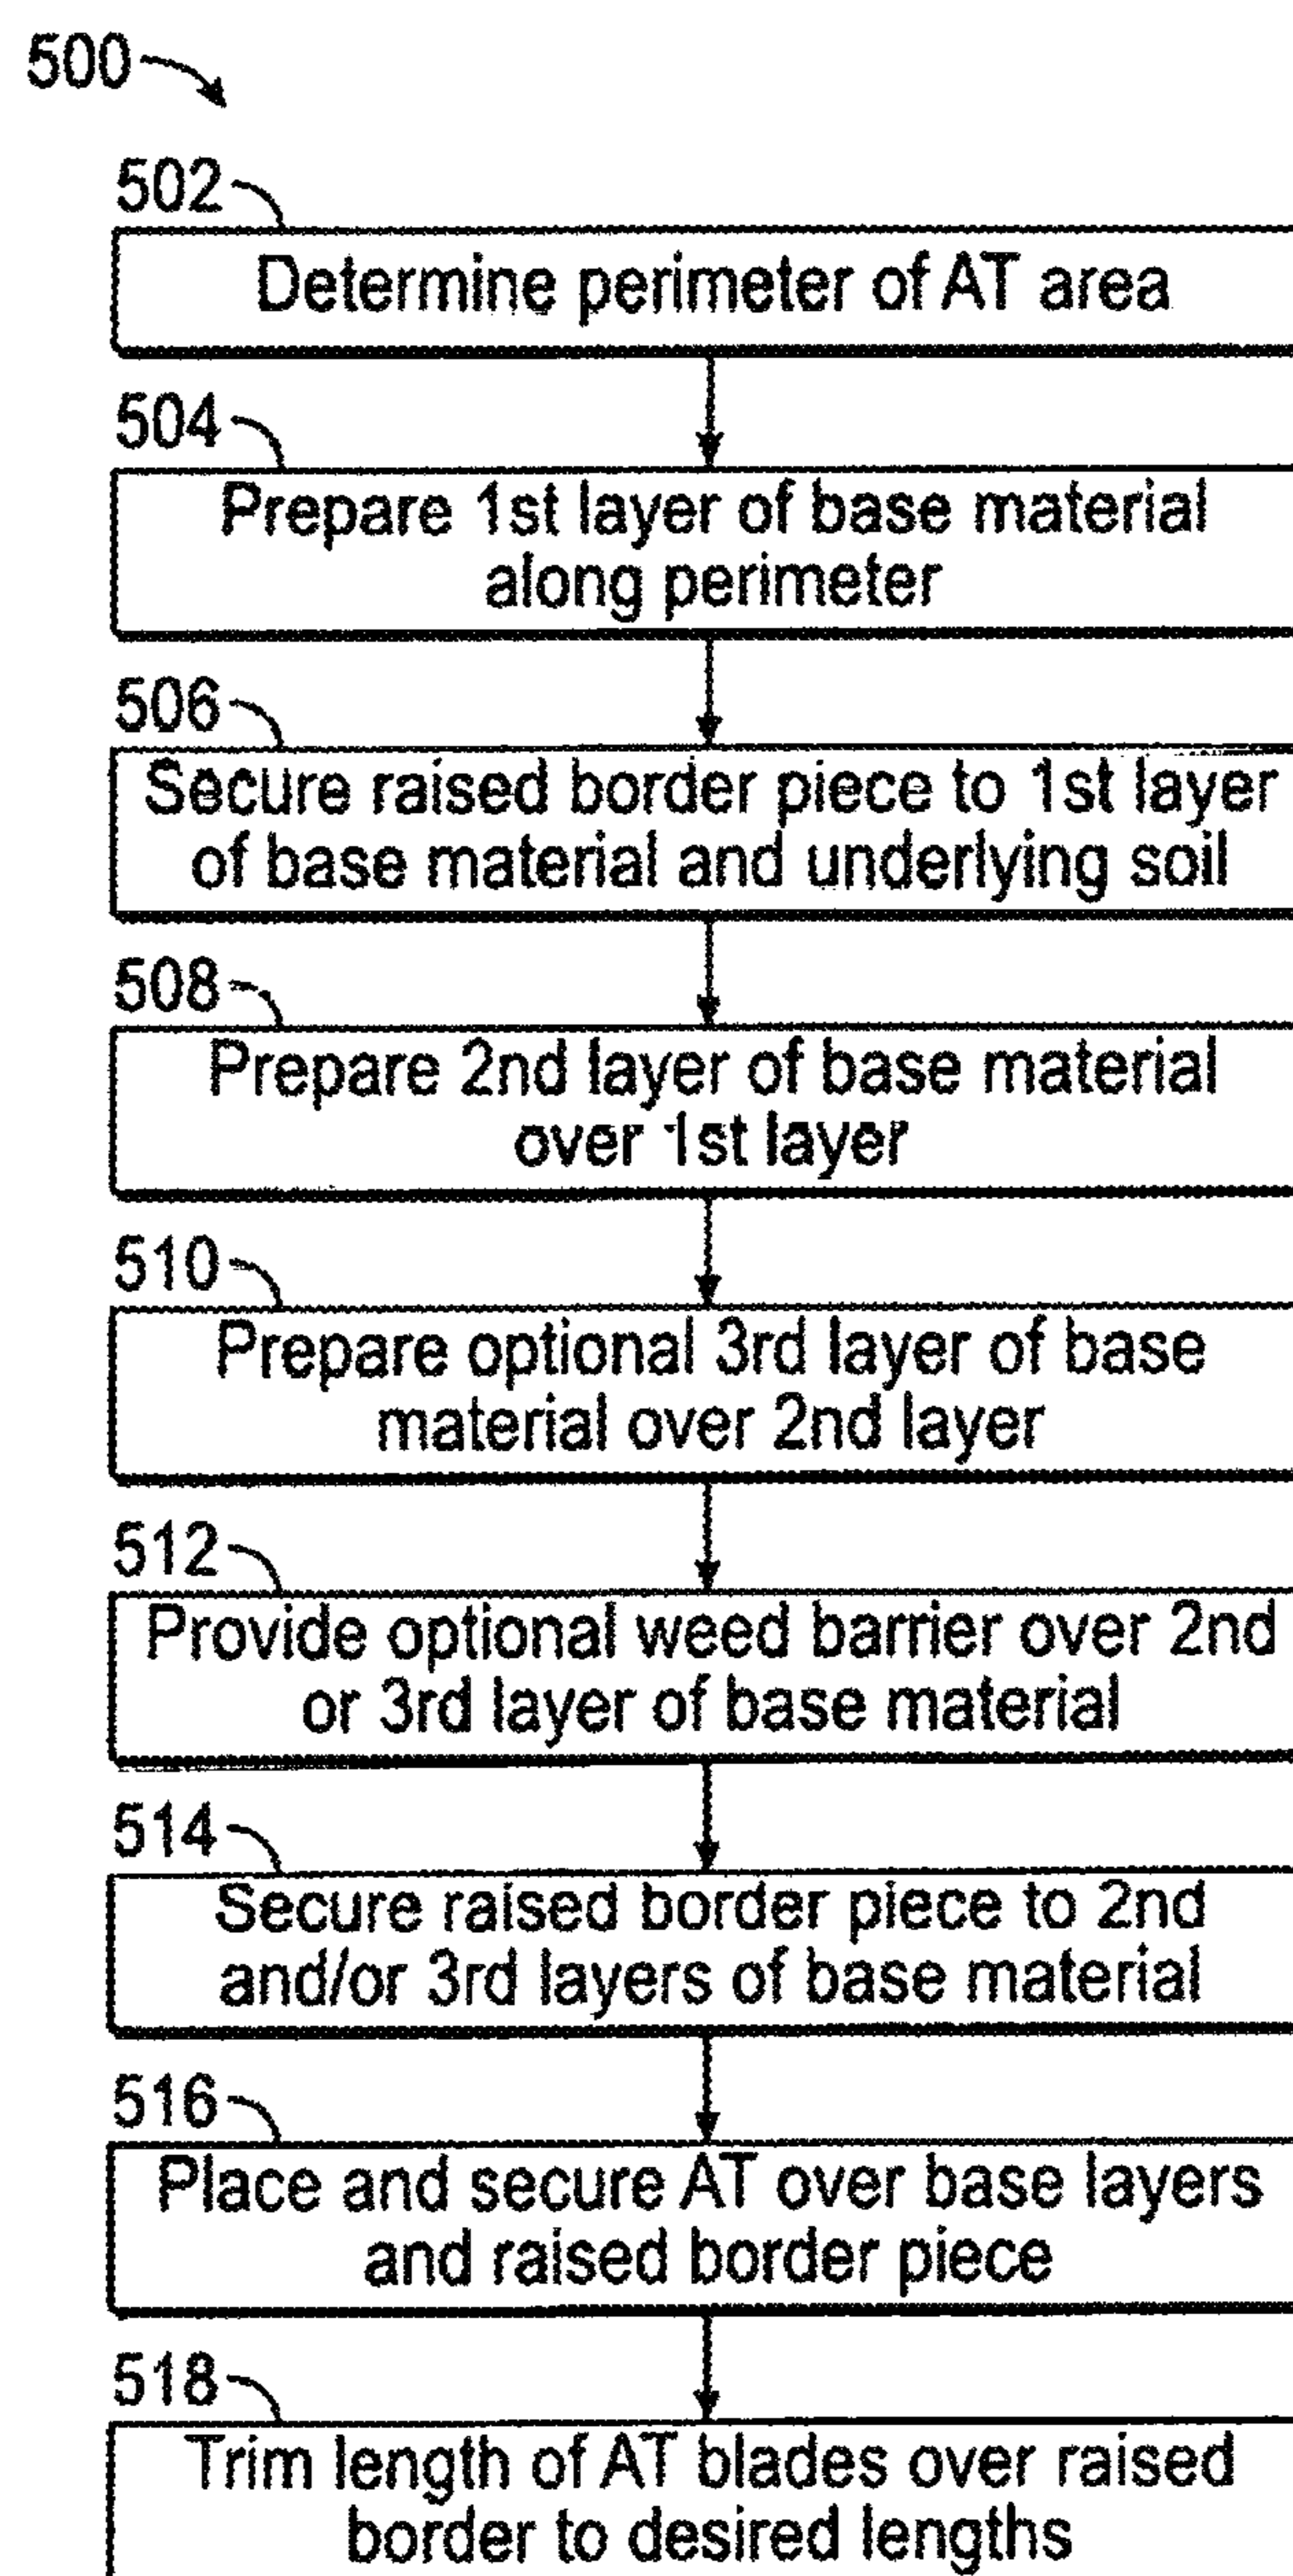 500
502
Determine perimeter of AT area
504
Prepare 1st layer of base material
along perimeter
506
Secure raised border piece to 1st layer
of base material and underlying soil
508
Prepare 2nd layer of base material
over 1st layer
510
Prepare optional 3rd layer of base
material over 2nd layer
512
Provide optional weed barrier over 2nd
or 3rd layer of base material
514
Secure raised border piece to 2nd
and/or 3rd layers of base material
516
Place and secure AT over base layers
and raised border piece
518
Trim length of AT blades over raised
border to desired lengths